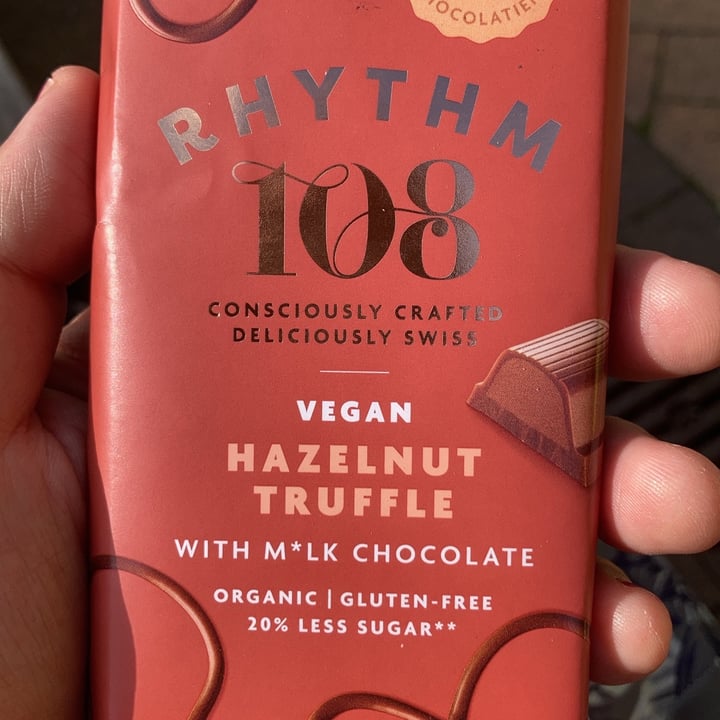 RHYTHM
108
CONSCIOUSLY CRAFTED
DELICIOUSLY SWISS
VEGAN
HAZELNUT
TRUFFLE
WITH M*LK CHOCOLATE
ORGANIC | GLUTEN-FREE
20% LESS SUGAR**